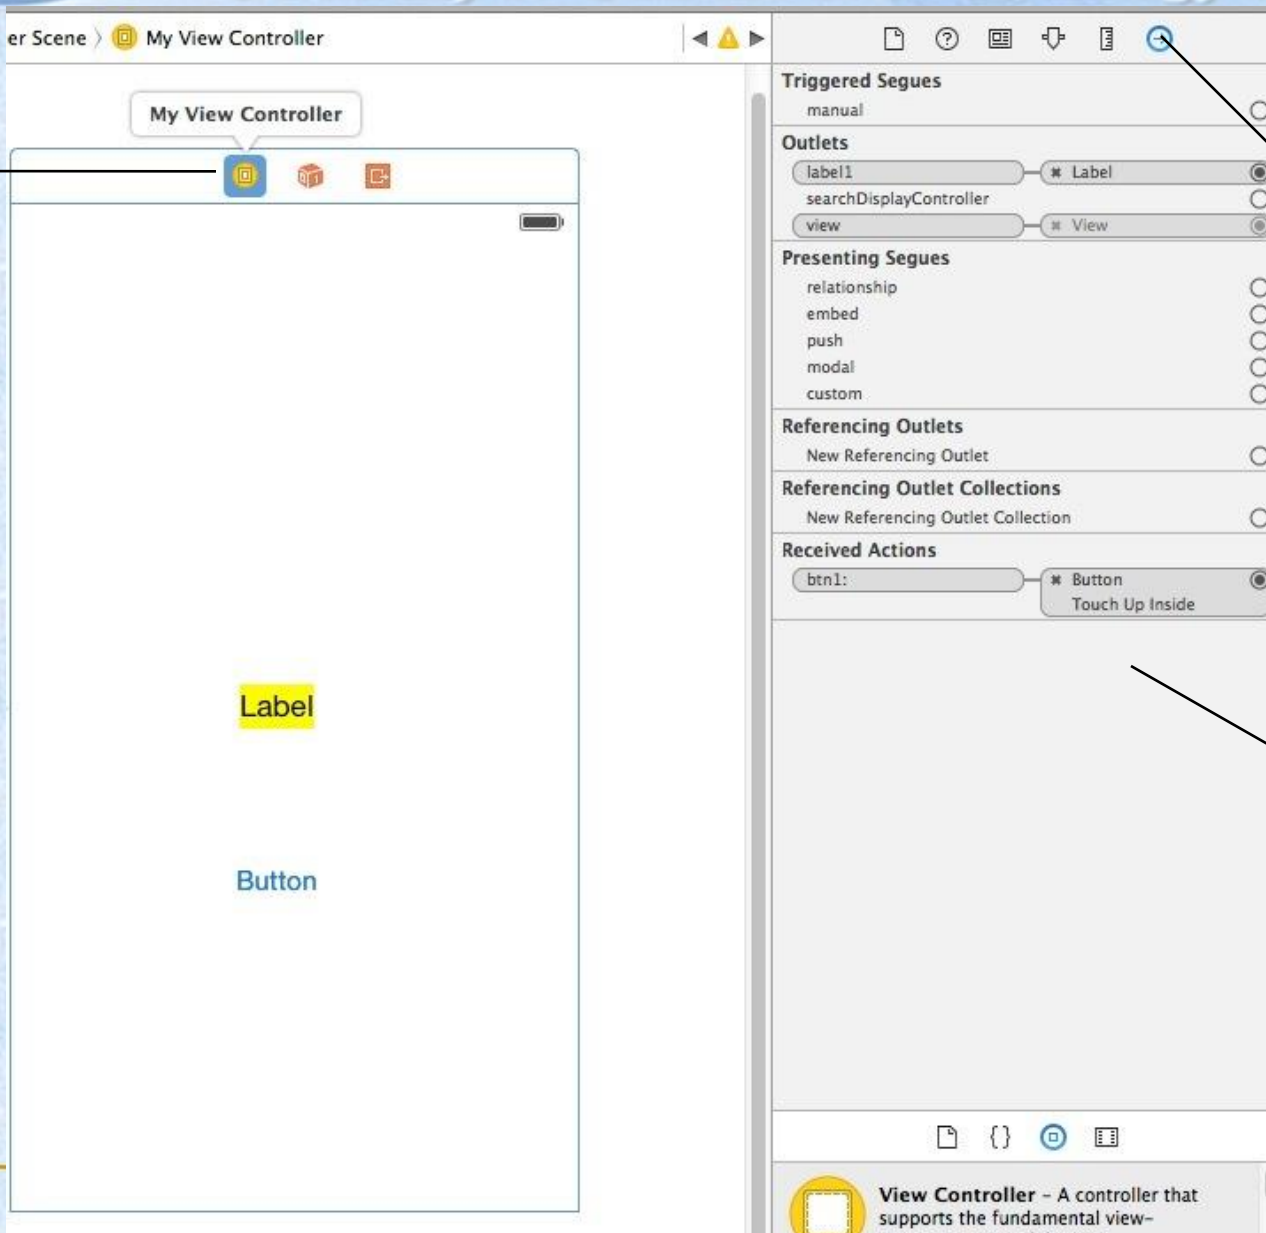 er Scene 〉 My View Controller
My View Controller
Label
Button
Triggered Segues
manual
Outlets
label1 Label
searchDisplayController
view View
Presenting Segues
relationship
embed
push
modal
custom
Referencing Outlets
New Referencing Outlet
Referencing Outlet Collections
New Referencing Outlet Collection
Received Actions
btn1: Button
Touch Up Inside
{}
View Controller – A controller that
supports the fundamental view–